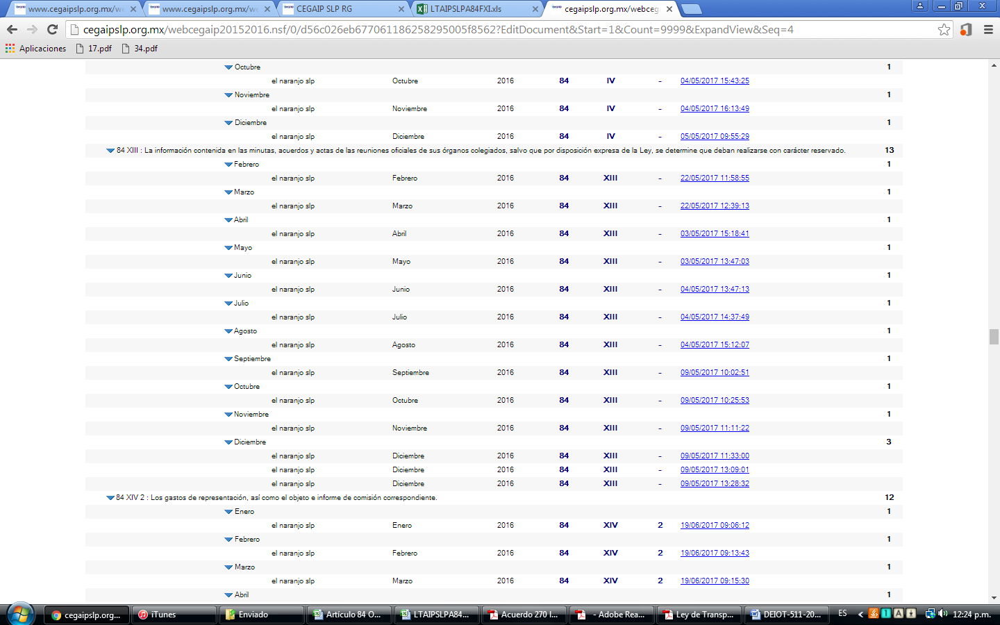 www.cegaipslp.org.mx/we
www.cegaipslp.org.mx/we
CEGAIP SLP RG
LTAIPSLPA84FXI.xls
cegaipslp.org.mx/webceg
cegaipslp.org.mx/webcegaip20152016.nsf/0/d56c026eb677061186258295005f8562?EditDocument&Start=1&Count=9999&ExpandView&Seq=4
Aplicaciones 17.pdf 34.pdf
Octubre 1
el naranjo slp Octubre 2016 84 IV - 04/05/2017 15:43:25
Noviembre 1
el naranjo slp Noviembre 2016 84 IV - 04/05/2017 16:13:49
Diciembre 1
el naranjo slp Diciembre 2016 84 IV - 05/05/2017 09:55:29
84 XIII : La información contenida en las minutas, acuerdos y actas de las reuniones oficiales de sus órganos colegiados, salvo que por disposición expresa de la Ley, se determine que deban realizarse con carácter reservado. 13
Febrero 1
el naranjo slp Febrero 2016 84 XIII - 22/05/2017 11:58:55
Marzo 1
el naranjo slp Marzo 2016 84 XIII - 22/05/2017 12:39:13
Abril 1
el naranjo slp Abril 2016 84 XIII - 03/05/2017 15:18:41
Mayo 1
el naranjo slp Mayo 2016 84 XIII - 03/05/2017 13:47:03
Junio 1
el naranjo slp Junio 2016 84 XIII - 04/05/2017 13:47:13
Julio 1
el naranjo slp Julio 2016 84 XIII - 04/05/2017 14:37:49
Agosto 1
el naranjo slp Agosto 2016 84 XIII - 04/05/2017 15:12:07
Septiembre 1
el naranjo slp Septiembre 2016 84 XIII - 09/05/2017 10:02:51
Octubre 1
el naranjo slp Octubre 2016 84 XIII - 09/05/2017 10:25:53
Noviembre 1
el naranjo slp Noviembre 2016 84 XIII - 09/05/2017 11:11:22
Diciembre 3
el naranjo slp Diciembre 2016 84 XIII - 09/05/2017 11:33:00
el naranjo slp Diciembre 2016 84 XIII - 09/05/2017 13:09:01
el naranjo slp Diciembre 2016 84 XIII - 09/05/2017 13:28:32
84 XIV 2 : Los gastos de representación, así como el objeto e informe de comisión correspondiente. 12
Enero 1
el naranjo slp Enero 2016 84 XIV 2 19/06/2017 09:06:12
Febrero 1
el naranjo slp Febrero 2016 84 XIV 2 19/06/2017 09:13:43
Marzo 1
el naranjo slp Marzo 2016 84 XIV 2 19/06/2017 09:15:30
Abril 1
cegaipslp.org... iTunes Enviado Artículo 84 O... LTAIPSLPA84... Acuerdo 270 I... - Adobe Rea... Ley de Transp... DEIOT-511-20... ES 12:24 p.m.